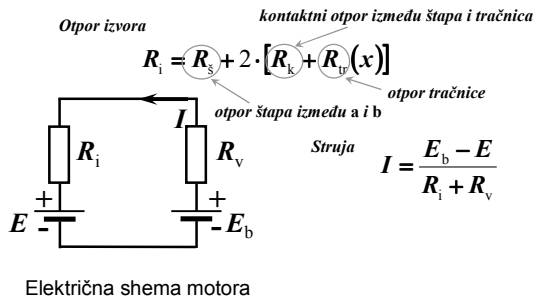 kontaktni otpor između štapa i tračnica
Otpor izvora
R_i = R_š + 2 · [R_k + R_tr(x)]
otpor tračnice
otpor štapa između a i b
I
R_i
R_v
Struja
I = (E_b − E) / (R_i + R_v)
+ +
E - - E_b
Električna shema motora